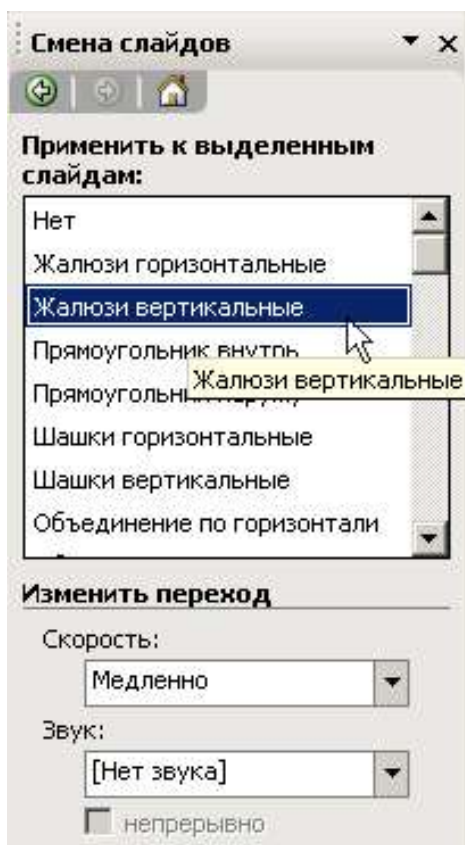 Смена слайдов
Применить к выделенным
слайдам:
Нет
Жалюзи горизонтальные
Жалюзи вертикальные
Прямоугольник внутрь
Жалюзи вертикальные
Прямоугольник
Шашки горизонтальные
Шашки вертикальные
Объединение по горизонтали
Изменить переход
Скорость:
Медленно
Звук:
[Нет звука]
непрерывно